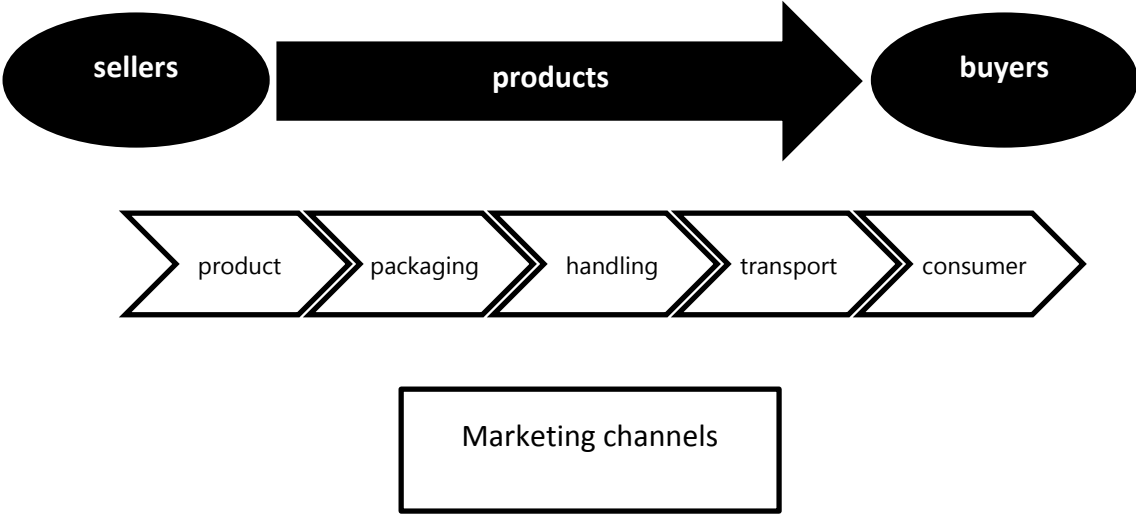 sellers
products
buyers
product
packaging
handling
transport
consumer
Marketing channels